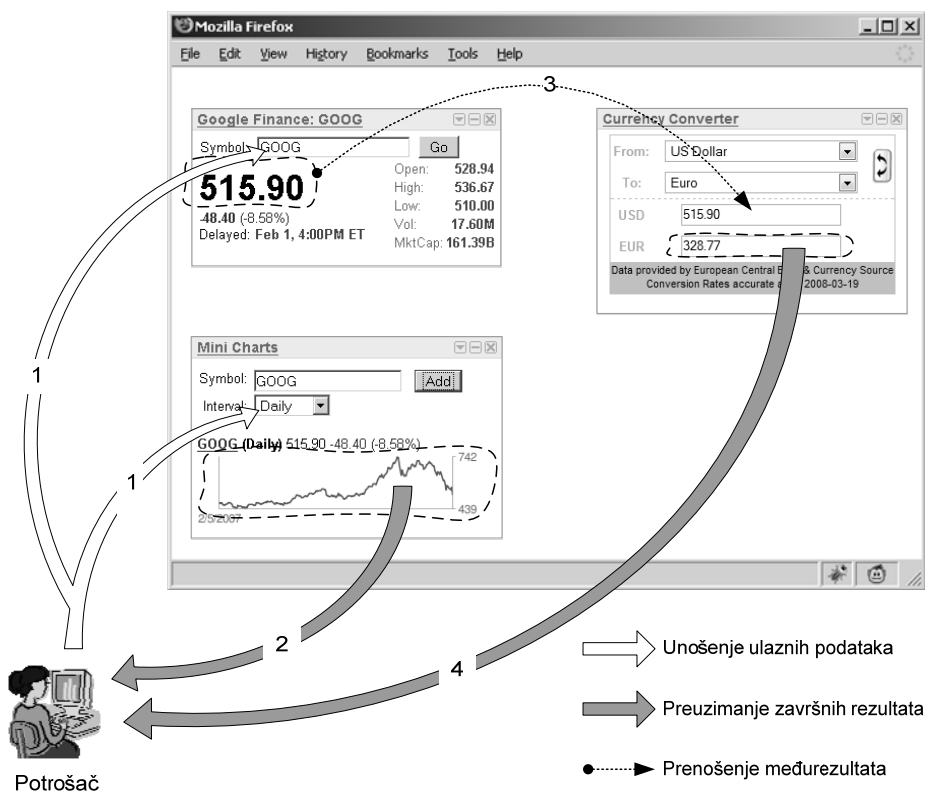 Mozilla Firefox
File Edit View History Bookmarks Tools Help
3
Google Finance: GOOG
Symbol: GOOG Go
515.90
-48.40 (-8.58%)
Delayed: Feb 1, 4:00PM ET
Open: 528.94
High: 536.67
Low: 510.00
Vol: 17.60M
MktCap: 161.39B
Currency Converter
From: US Dollar
To: Euro
USD 515.90
EUR 328.77
Data provided by European Central & Currency Source
Conversion Rates accurate 2008-03-19
1
Mini Charts
Symbol: GOOG Add
Interval: Daily
GOOG (Daily) 515.90 -48.40 (-8.58%)
742
439
2/5/2007
1
2
4
Unošenje ulaznih podataka
Preuzimanje završnih rezultata
Prenošenje međurezultata
Potrošač